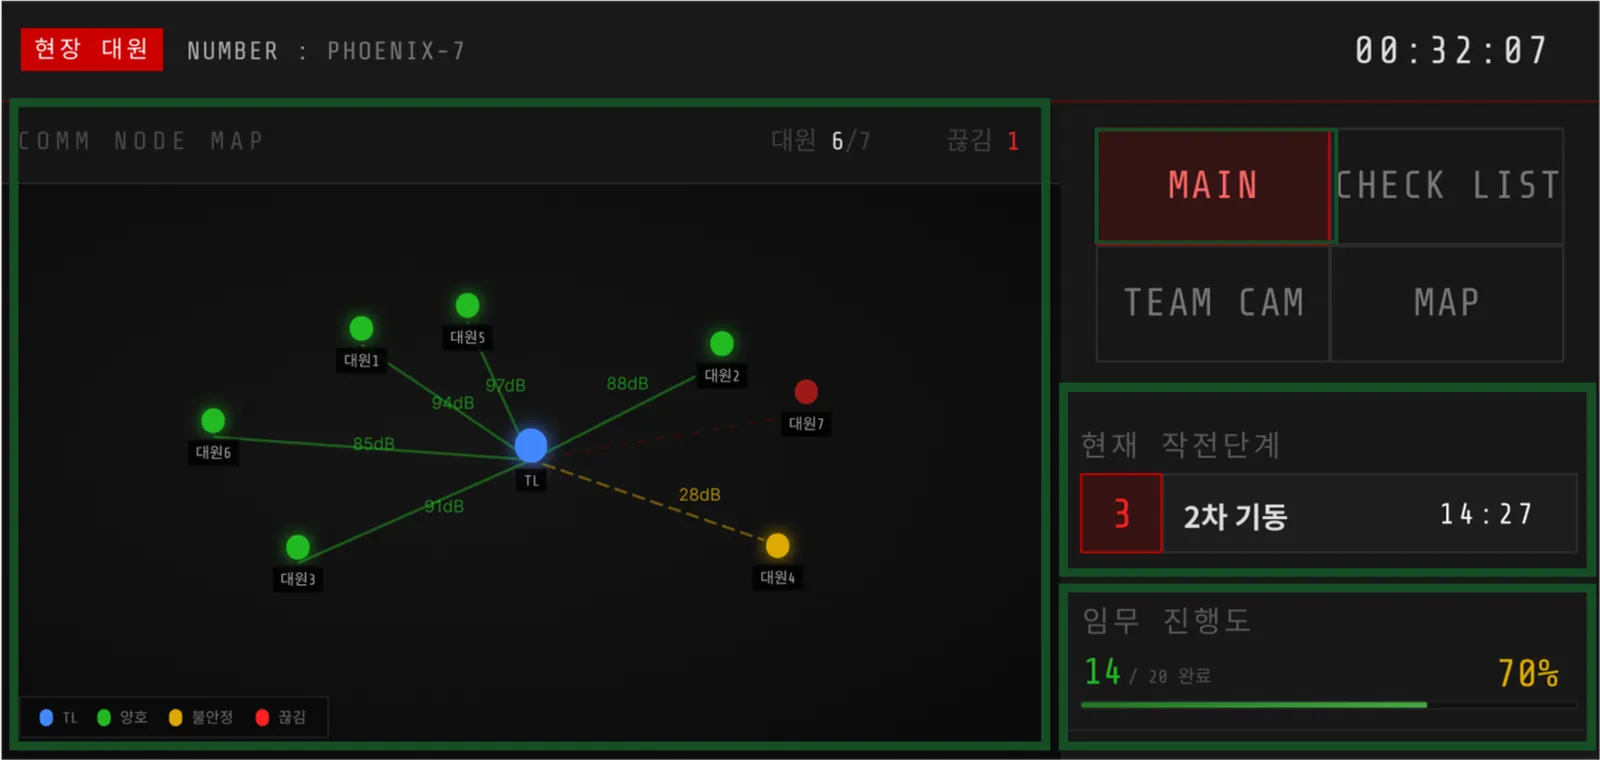 현장 대원 NUMBER : PHOENIX-7
00:32:07
COMM NODE MAP 대원 6/7 끊김 1
대원5
대원1
97dB
88dB
대원2
94dB
대원7
85dB
대원6
TL
91dB
28dB
대원3
대원4
TL 양호 불안정 끊김
MAIN CHECK LIST
TEAM CAM MAP
현재 작전단계
3 2차 기동 14:27
임무 진행도
14 / 20 완료 70%